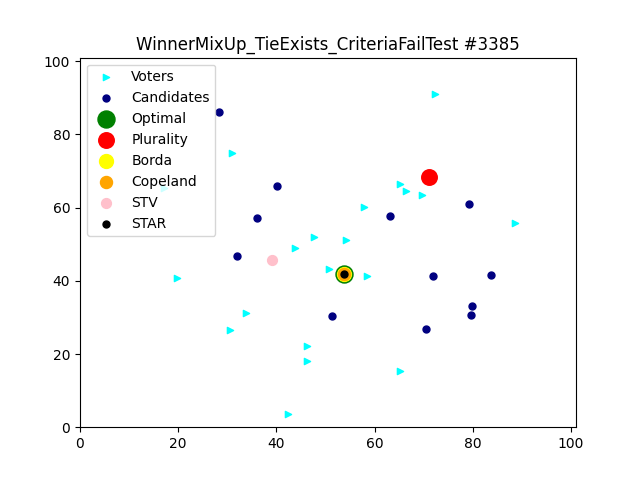 WinnerMixUp_TieExists_CriteriaFailTest #3385
100
80
60
40
20
0
Voters
Candidates
Optimal
Plurality
Borda
Copeland
STV
STAR
0 20 40 60 80 100